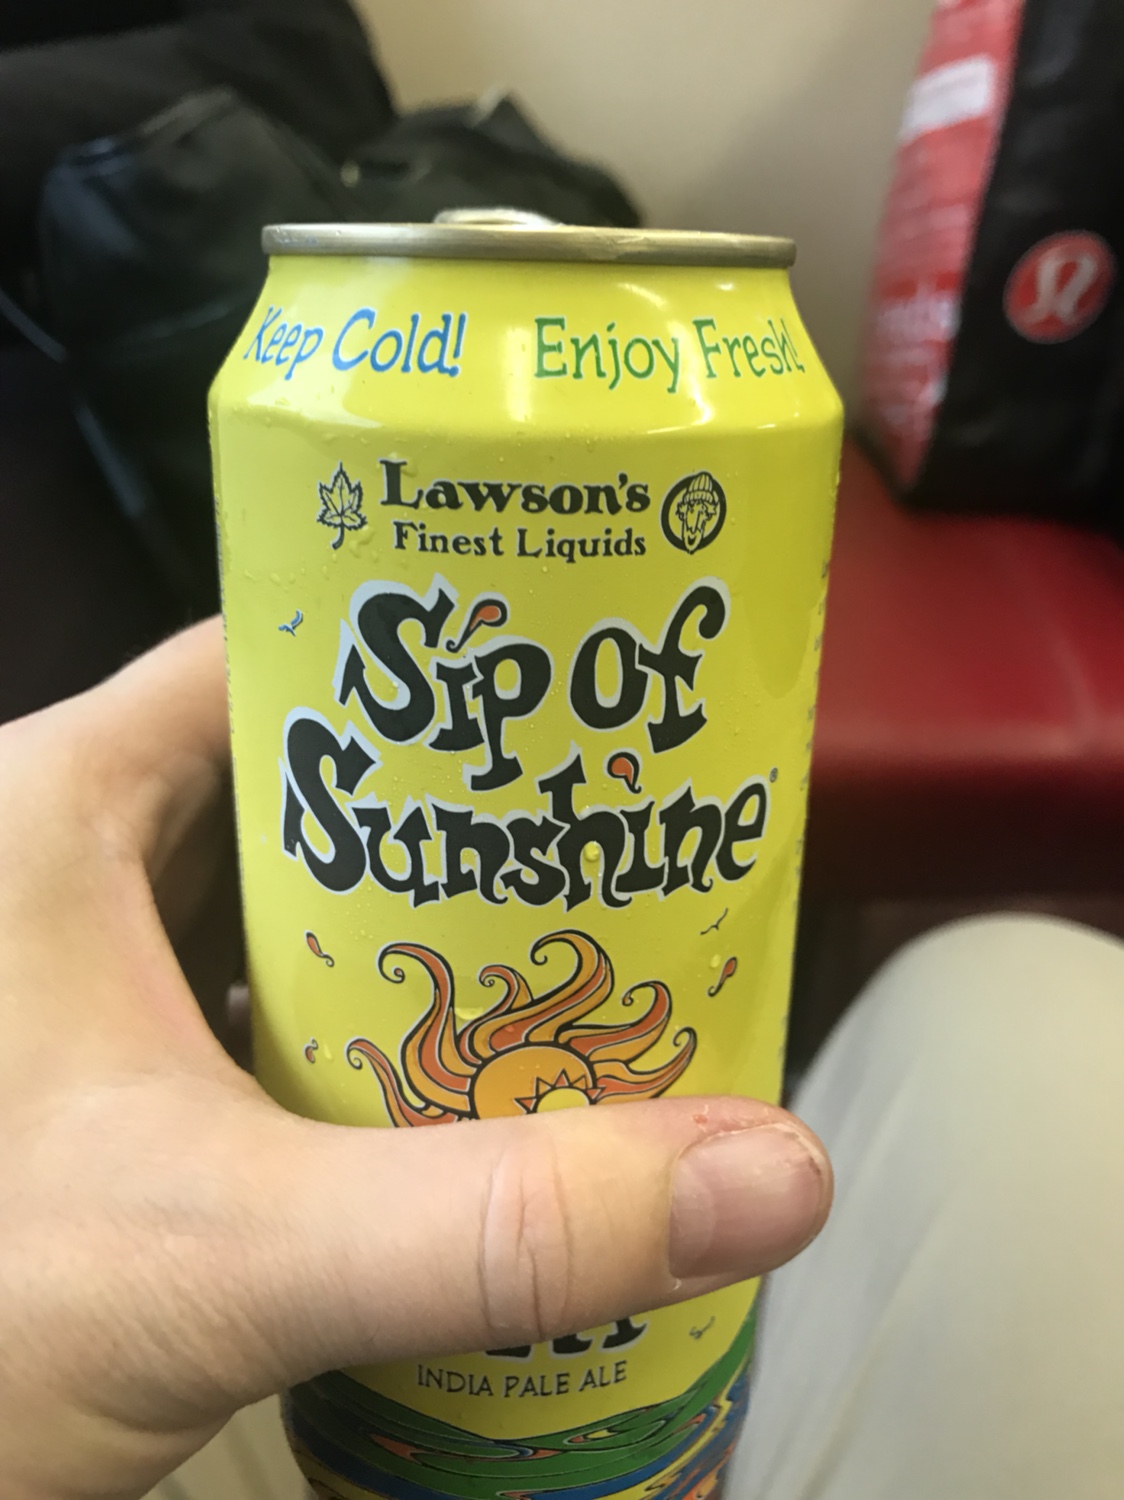 Keep Cold! Enjoy Fresh!
Lawson's
Finest Liquids
Sip of
Sunshine®
INDIA PALE ALE